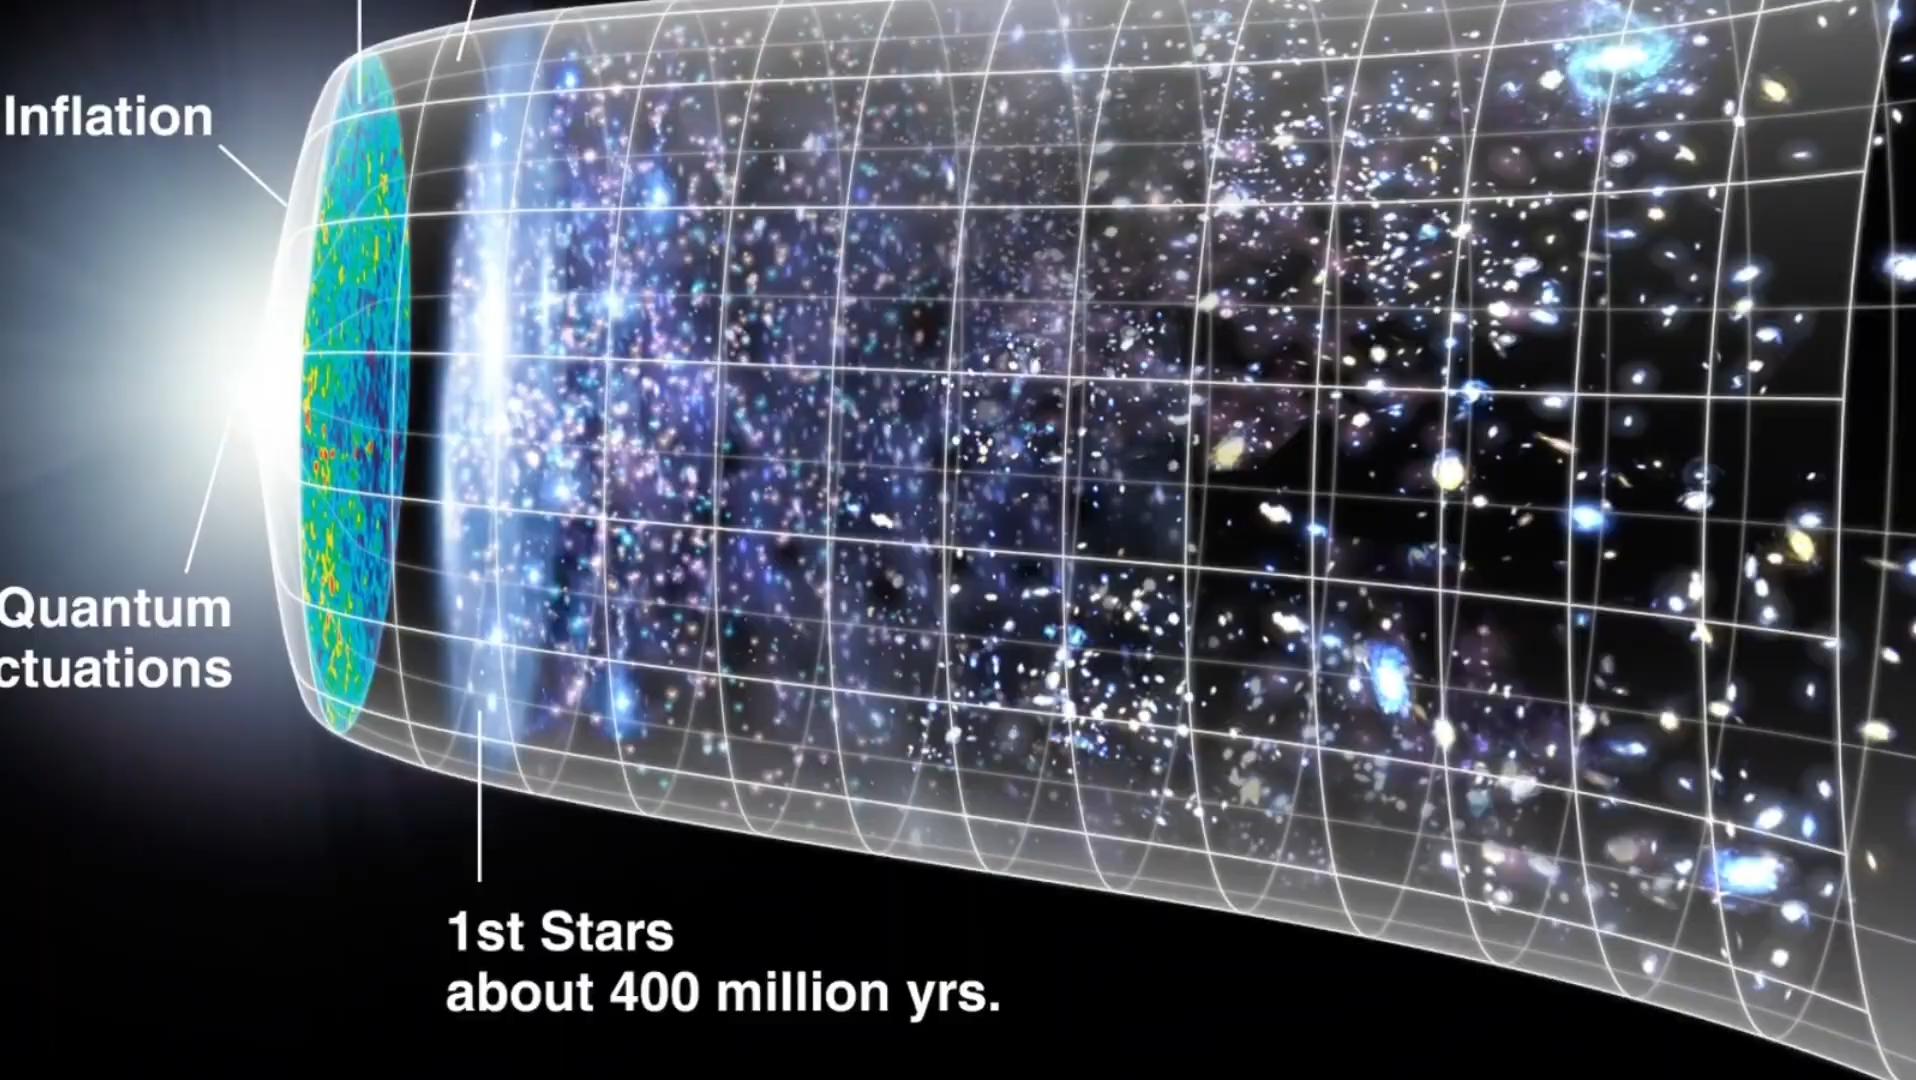 Inflation
Quantum
ctuations
1st Stars
about 400 million yrs.